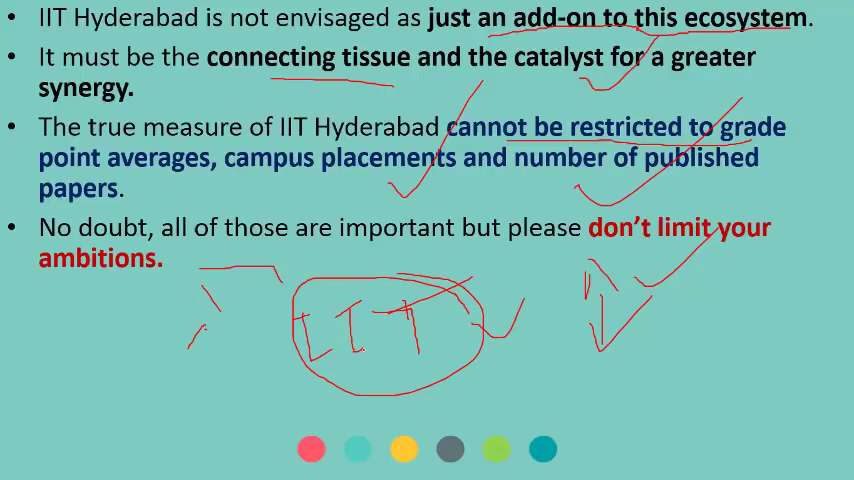 • IIT Hyderabad is not envisaged as just an add-on to this ecosystem.
• It must be the connecting tissue and the catalyst for a greater
synergy.
• The true measure of IIT Hyderabad cannot be restricted to grade
point averages, campus placements and number of published
papers.
• No doubt, all of those are important but please don't limit your
ambitions.
IIT